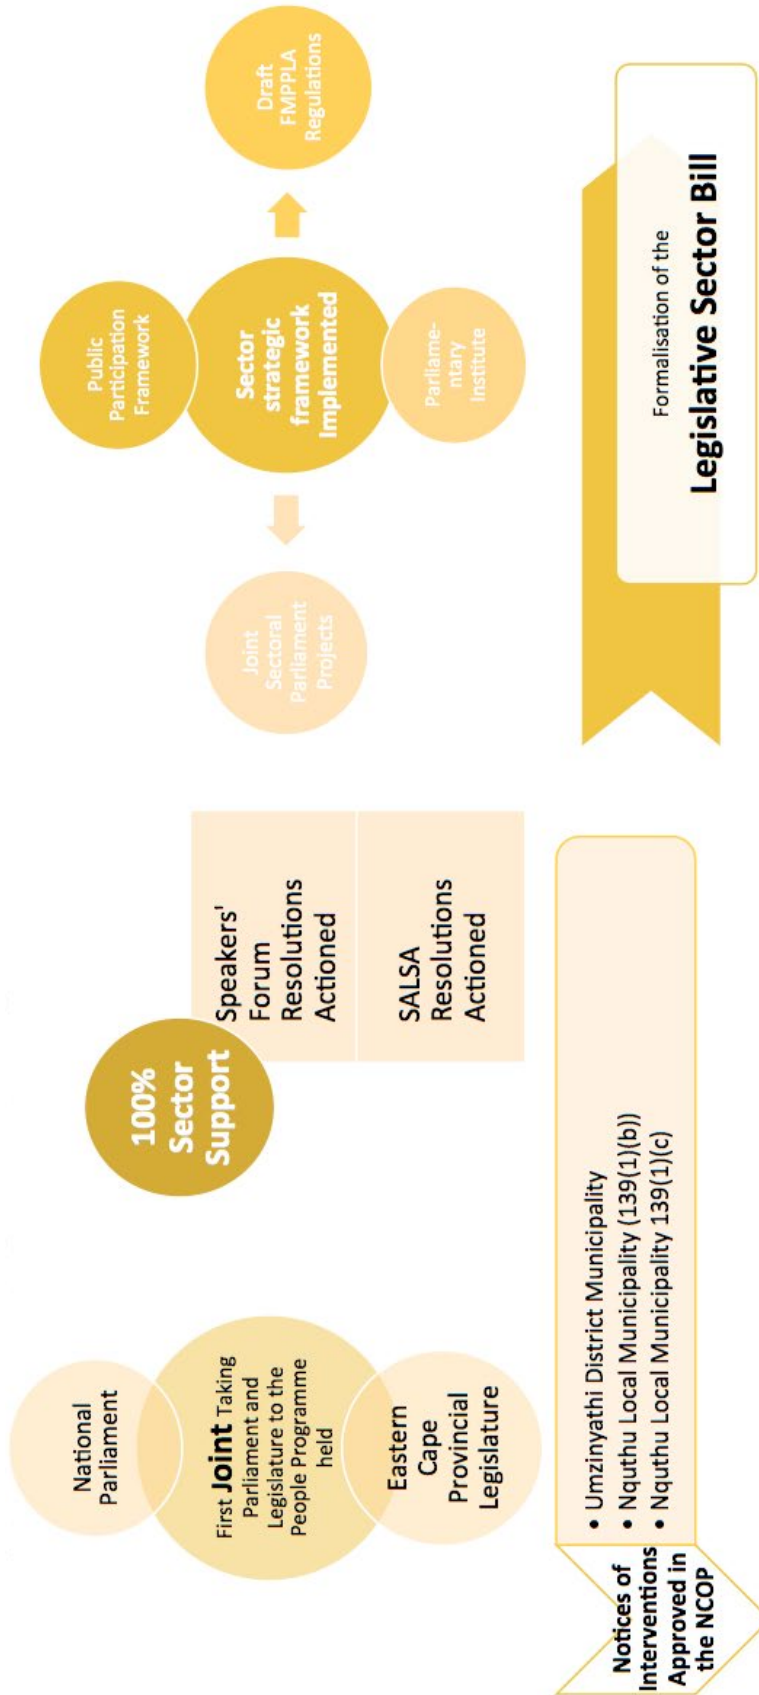 National
Parliament
First Joint Taking
Parliament and
Legislature to the
People Programme
held
Eastern
Cape
Provincial
Legislature
100%
Sector
Support
Speakers'
Forum
Resolutions
Actioned
SALSA
Resolutions
Actioned
Public
Participation
Framework
Joint
Sectoral
Parliament
Projects
Sector
strategic
framework
Implemented
Draft
FMPPLA
Regulations
Parliame-
ntary
Institute
Notices of
Interventions
Approved in
the NCOP
• Umzinyathi District Municipality
• Nquthu Local Municipality (139(1)(b))
• Nquthu Local Municipality 139(1)(c)
Formalisation of the
Legislative Sector Bill